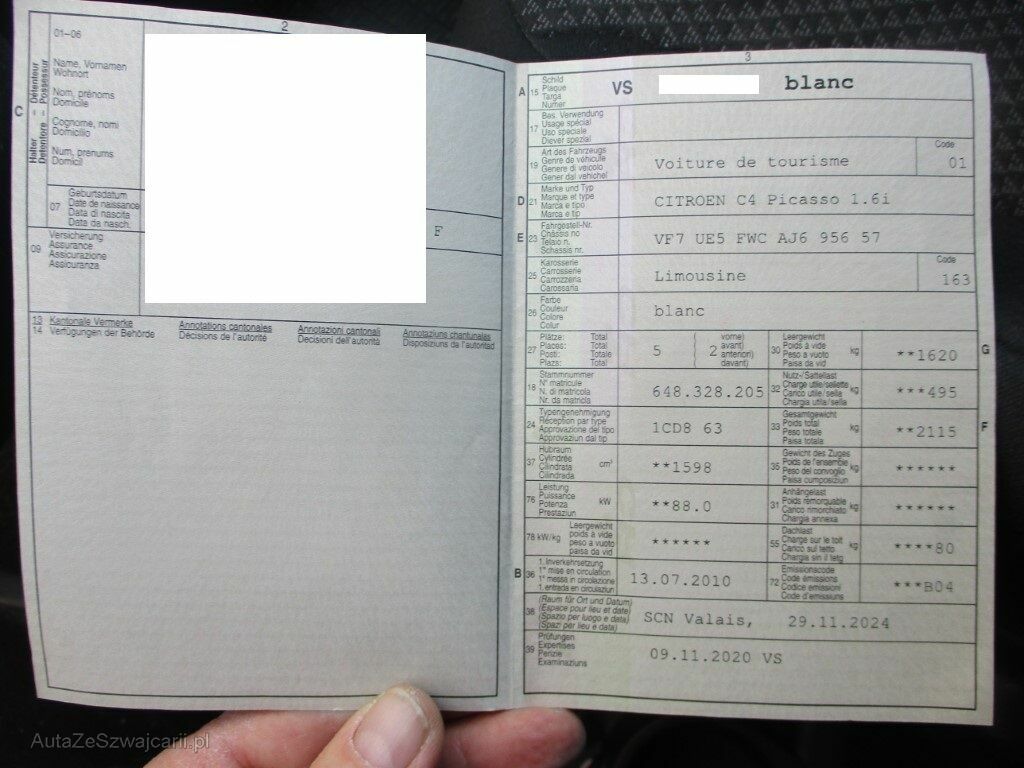 2
01–06
Name, Vornamen
Wohnort
Nom, prénoms
Domicile
Cognome, nomi
Domicilio
Num, prenums
Domicil
C
Halter – Détenteur
Detentore – Possessur
07
Geburtsdatum
Date de naissance
Data di nascita
Data da nasch.
F
09
Versicherung
Assurance
Assicurazione
Assicuranza
13 Kantonale Vermerke
14 Verfügungen der Behörde
Annotations cantonales
Décisions de l'autorité
Annotazioni cantonali
Decisioni dell'autorità
Annotaziuns chantunalas
Disposiziuns da l'autoritad
3
A 15
Schild
Plaque
Targa
Numer
VS blanc
17
Bes. Verwendung
Usage spécial
Uso speciale
Diever spezial
19
Art des Fahrzeugs
Genre de véhicule
Genere di veicolo
Gener dal vehichel
Voiture de tourisme
Code
01
D 21
Marke und Typ
Marque et type
Marca e tipo
Marca e tip
CITROEN C4 Picasso 1.6i
E 23
Fahrgestell-Nr.
Châssis no
Telaio n.
Schassis nr.
VF7 UE5 FWC AJ6 956 57
25
Karosserie
Carrosserie
Carrozzeria
Carossaria
Limousine
Code
163
26
Farbe
Couleur
Colore
Colur
blanc
27
Plätze: Total
Places: Total
Posti: Totale
Plazs: Total
5
( 2
vorne)
avant)
anteriori)
davant)
30
Leergewicht
Poids à vide
Peso a vuoto
Paisa da vid
kg
**1620
G
18
Stammnummer
N° matricule
N. di matricola
Nr. da matricla
648.328.205
32
Nutz-/Sattellast
Charge utile/sellette
Carico utile/sella
Chargia utila/sella
kg
***495
24
Typengenehmigung
Réception par type
Approvazione del tipo
Approvaziun dal tip
1CD8 63
33
Gesamtgewicht
Poids total
Peso totale
Paisa totala
kg
**2115
F
37
Hubraum
Cylindrée
Cilindrata
Cilindrada
cm³
**1598
35
Gewicht des Zuges
Poids de l'ensemble
Peso del convoglio
Paisa cumposiziun
kg
******
76
Leistung
Puissance
Potenza
Prestaziun
kW
**88.0
31
Anhängelast
Poids remorquable
Carico rimorchiato
Chargia annexa
kg
******
78 kW/kg
Leergewicht
poids à vide
peso a vuoto
paisa da vid
******
55
Dachlast
Charge sur le toit
Carico sul tetto
Chargia sin il tetg
kg
****80
B 36
1. Inverkehrsetzung
1re mise en circulation
1a messa in circolazione
1. entrada en circulaziun
13.07.2010
72
Emissionscode
Code émissions
Codice emissioni
Code d'emissiuns
***B04
38
(Raum für Ort und Datum)
(Espace pour lieu et date)
(Spazio per luogo e data)
(Spazi per lieu e data)
SCN Valais, 29.11.2024
39
Prüfungen
Expertises
Perizie
Examinaziuns
09.11.2020 VS
AutaZeSzwajcarii.pl